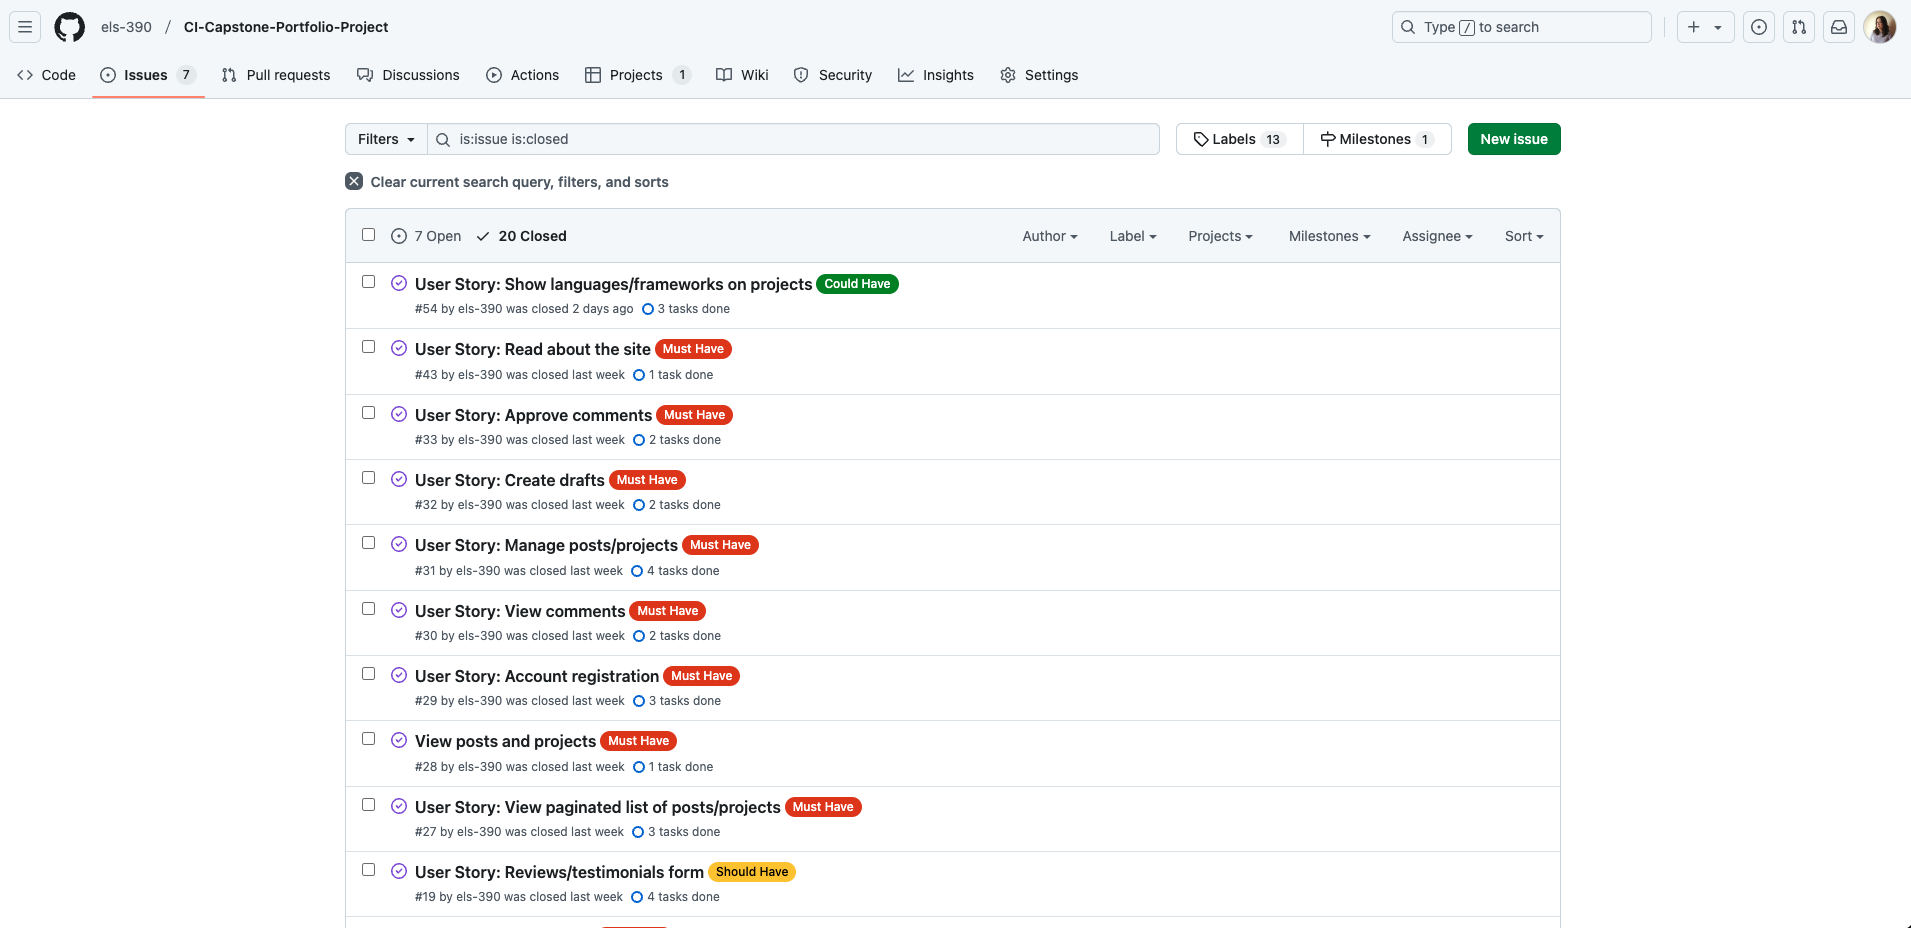 els-390 / CI-Capstone-Portfolio-Project Type / to search
Code Issues 7 Pull requests Discussions Actions Projects 1 Wiki Security Insights Settings
Filters is:issue is:closed Labels 13 Milestones 1 New issue
Clear current search query, filters, and sorts
7 Open 20 Closed Author Label Projects Milestones Assignee Sort
User Story: Show languages/frameworks on projects Could Have
#54 by els-390 was closed 2 days ago 3 tasks done
User Story: Read about the site Must Have
#43 by els-390 was closed last week 1 task done
User Story: Approve comments Must Have
#33 by els-390 was closed last week 2 tasks done
User Story: Create drafts Must Have
#32 by els-390 was closed last week 2 tasks done
User Story: Manage posts/projects Must Have
#31 by els-390 was closed last week 4 tasks done
User Story: View comments Must Have
#30 by els-390 was closed last week 2 tasks done
User Story: Account registration Must Have
#29 by els-390 was closed last week 3 tasks done
View posts and projects Must Have
#28 by els-390 was closed last week 1 task done
User Story: View paginated list of posts/projects Must Have
#27 by els-390 was closed last week 3 tasks done
User Story: Reviews/testimonials form Should Have
#19 by els-390 was closed last week 4 tasks done